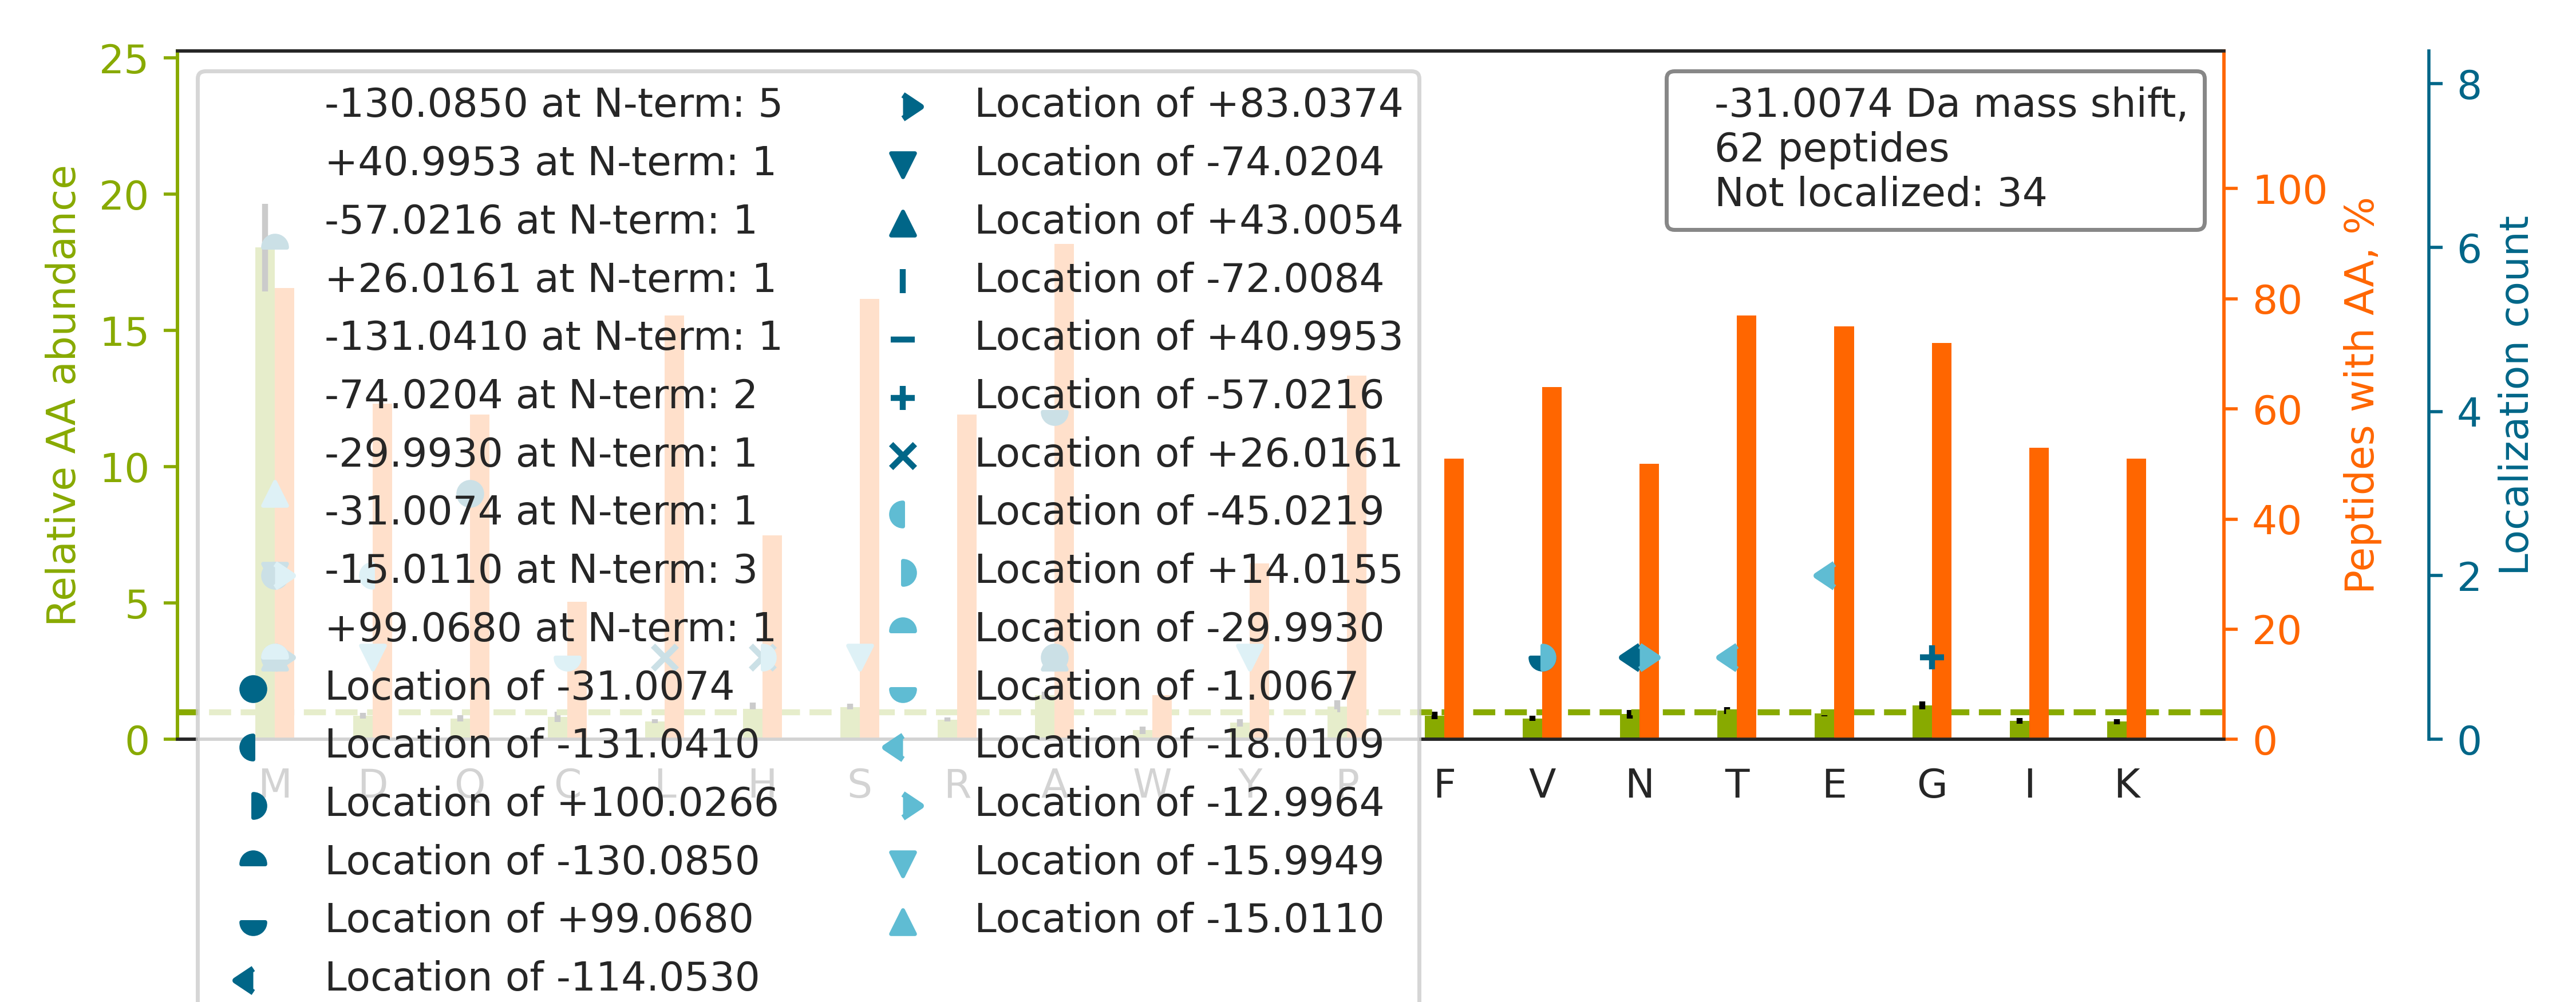 25
20
15
10
5
0
Relative AA abundance
-130.0850 at N-term: 5
+40.9953 at N-term: 1
-57.0216 at N-term: 1
+26.0161 at N-term: 1
-131.0410 at N-term: 1
-74.0204 at N-term: 2
-29.9930 at N-term: 1
-31.0074 at N-term: 1
-15.0110 at N-term: 3
+99.0680 at N-term: 1
Location of -31.0074
Location of -131.0410
Location of +100.0266
Location of -130.0850
Location of +99.0680
Location of -114.0530
Location of +83.0374
Location of -74.0204
Location of +43.0054
Location of -72.0084
Location of +40.9953
Location of -57.0216
Location of +26.0161
Location of -45.0219
Location of +14.0155
Location of -29.9930
Location of -1.0067
Location of -18.0109
Location of -12.9964
Location of -15.9949
Location of -15.0110
-31.0074 Da mass shift,
62 peptides
Not localized: 34
M D Q C L H S R A W Y P F V N T E G I K
100
80
60
40
20
0
Peptides with AA, %
8
6
4
2
0
Localization count